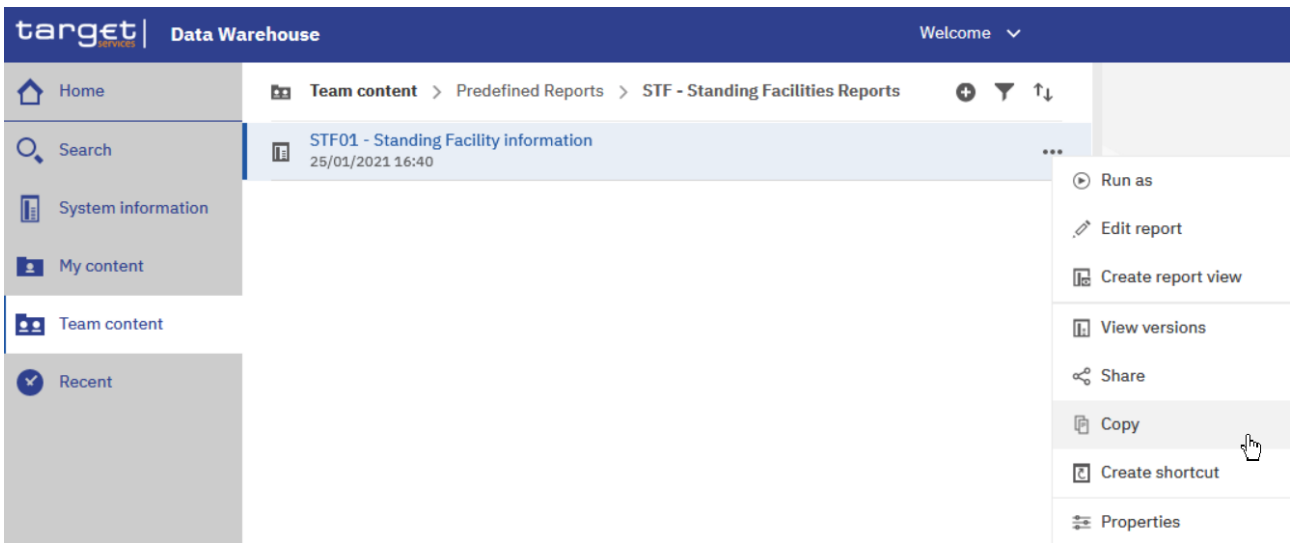 target services | Data Warehouse Welcome
Home
Team content > Predefined Reports > STF - Standing Facilities Reports
Search
STF01 - Standing Facility information
25/01/2021 16:40
System information
My content
Team content
Recent
Run as
Edit report
Create report view
View versions
Share
Copy
Create shortcut
Properties